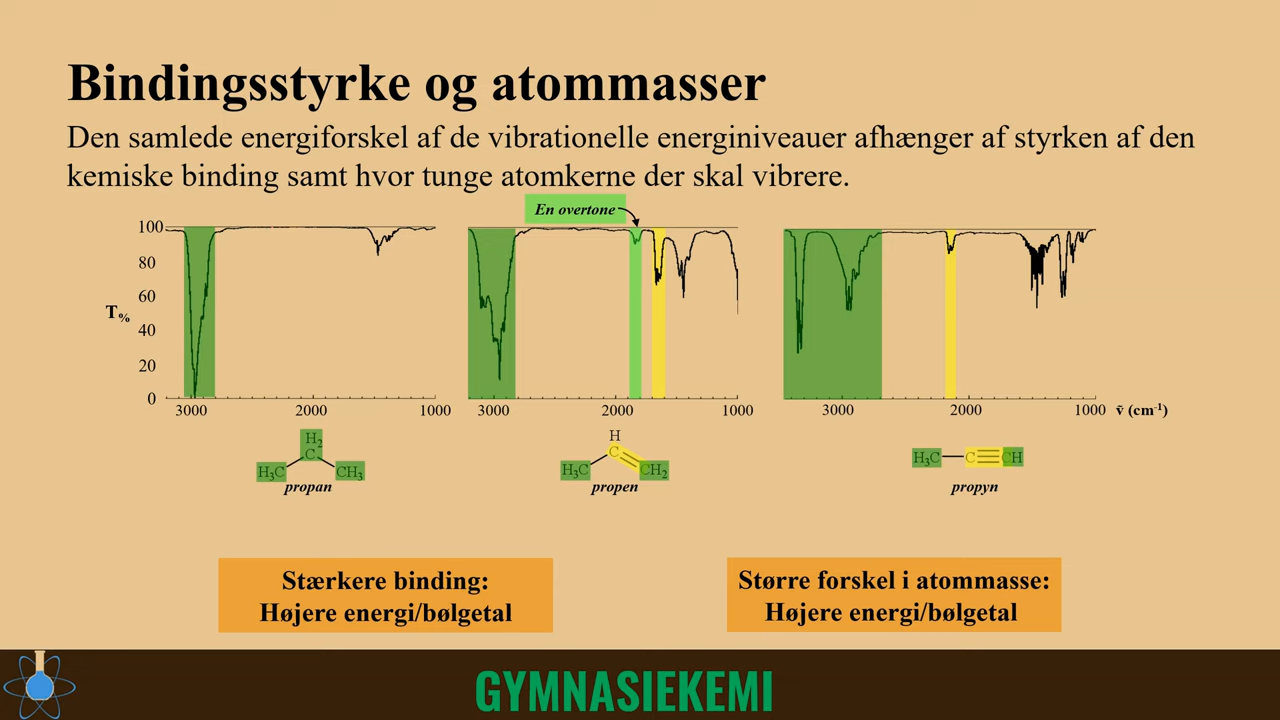 Bindingsstyrke og atommasser
Den samlede energiforskel af de vibrationelle energiniveauer afhænger af styrken af den
kemiske binding samt hvor tunge atomkerne der skal vibrere.
En overtone
100
80
60
40
20
0
T%
3000 2000 1000
3000 2000 1000
3000 2000 1000 ṽ (cm-1)
H2
C
H3C CH3
propan
H
C
H3C CH2
propen
H3C C CH
propyn
Stærkere binding:
Højere energi/bølgetal
Større forskel i atommasse:
Højere energi/bølgetal
GYMNASIEKEMI